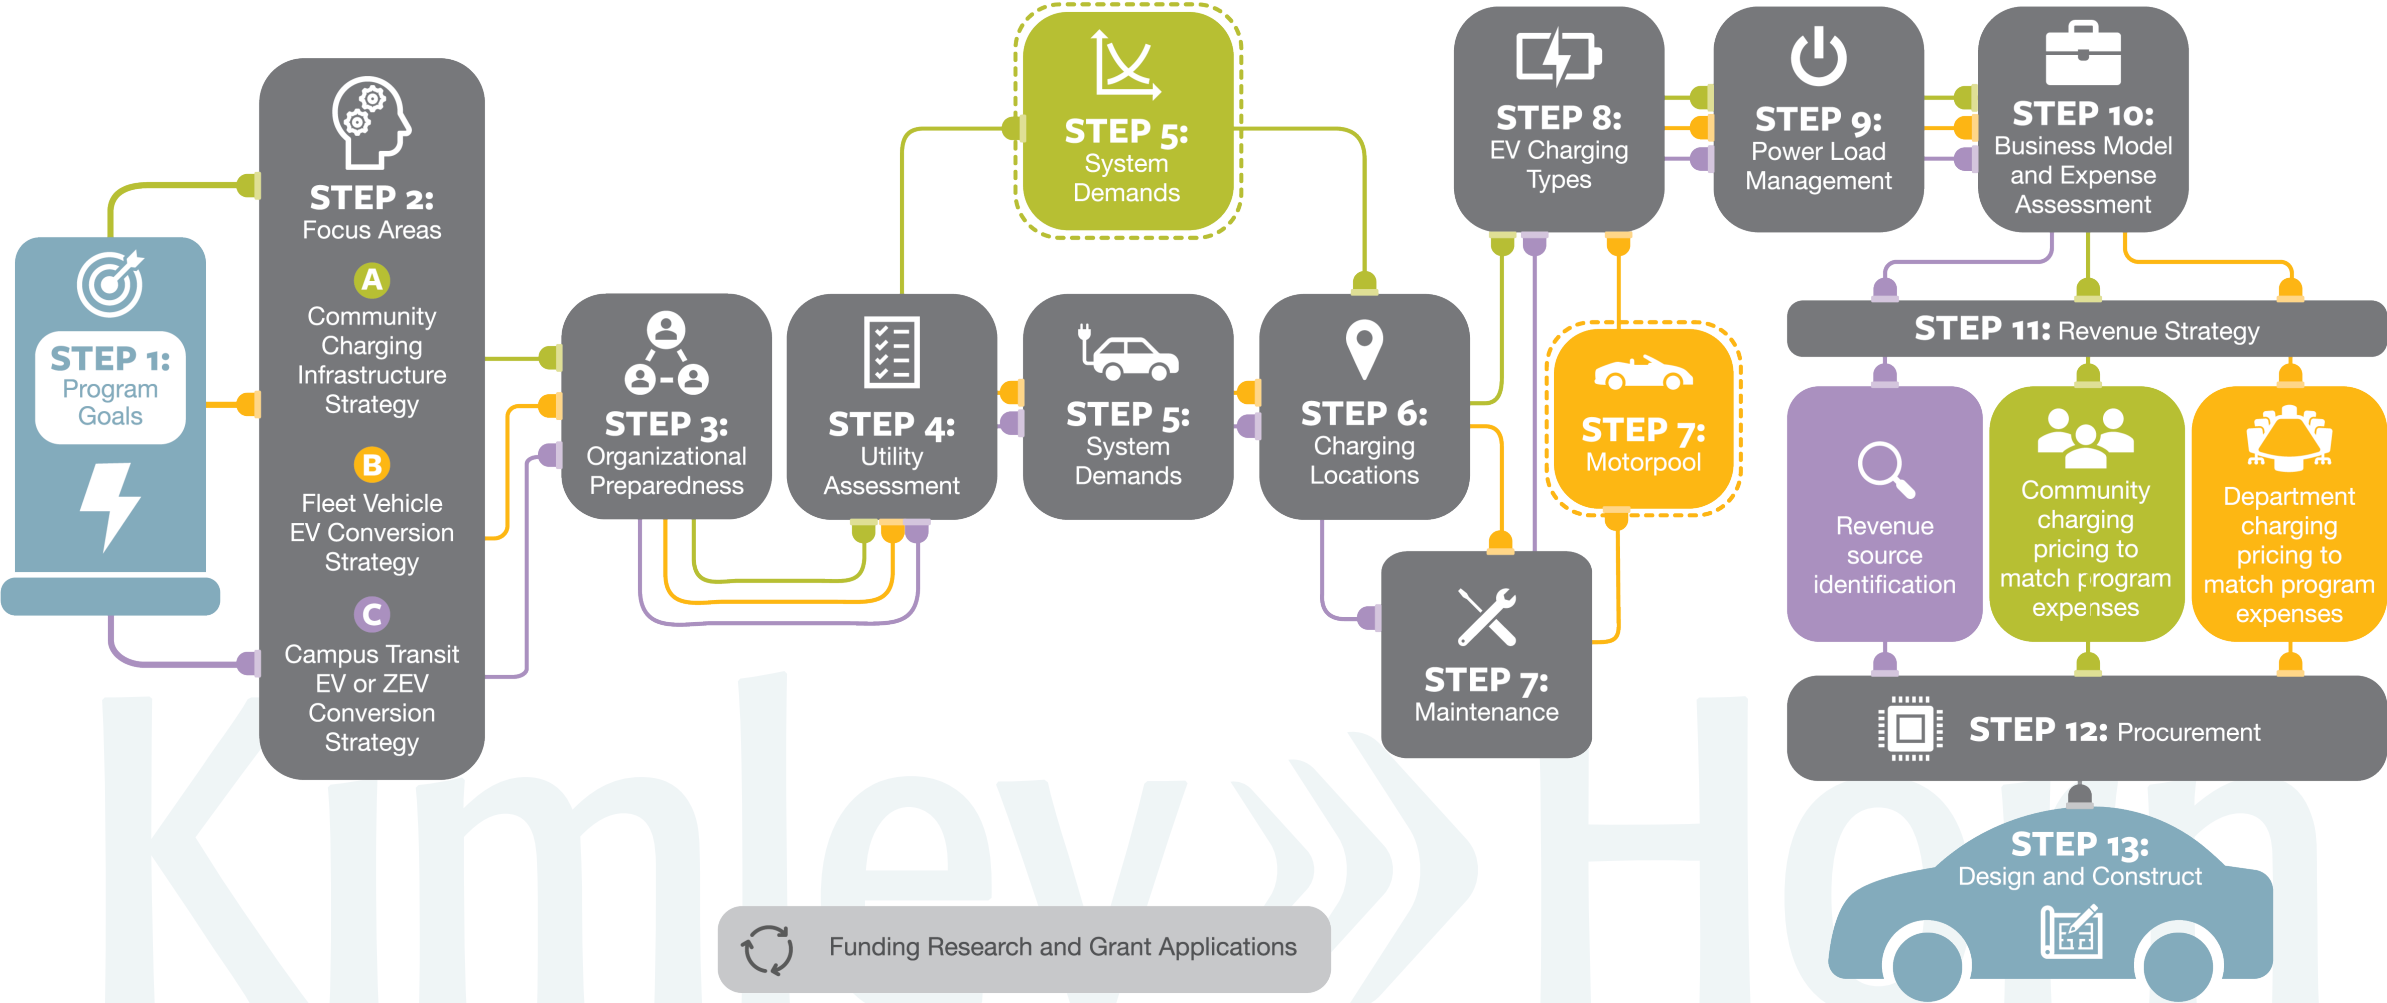 STEP 1:
Program
Goals
STEP 2:
Focus Areas
A
Community
Charging
Infrastructure
Strategy
B
Fleet Vehicle
EV Conversion
Strategy
C
Campus Transit
EV or ZEV
Conversion
Strategy
STEP 3:
Organizational
Preparedness
STEP 4:
Utility
Assessment
STEP 5:
System
Demands
STEP 5:
System
Demands
STEP 6:
Charging
Locations
STEP 7:
Maintenance
STEP 7:
Motorpool
STEP 8:
EV Charging
Types
STEP 9:
Power Load
Management
STEP 10:
Business Model
and Expense
Assessment
STEP 11: Revenue Strategy
Revenue
source
identification
Community
charging
pricing to
match program
expenses
Department
charging
pricing to
match program
expenses
STEP 12: Procurement
STEP 13:
Design and Construct
Funding Research and Grant Applications
Kimley Horn